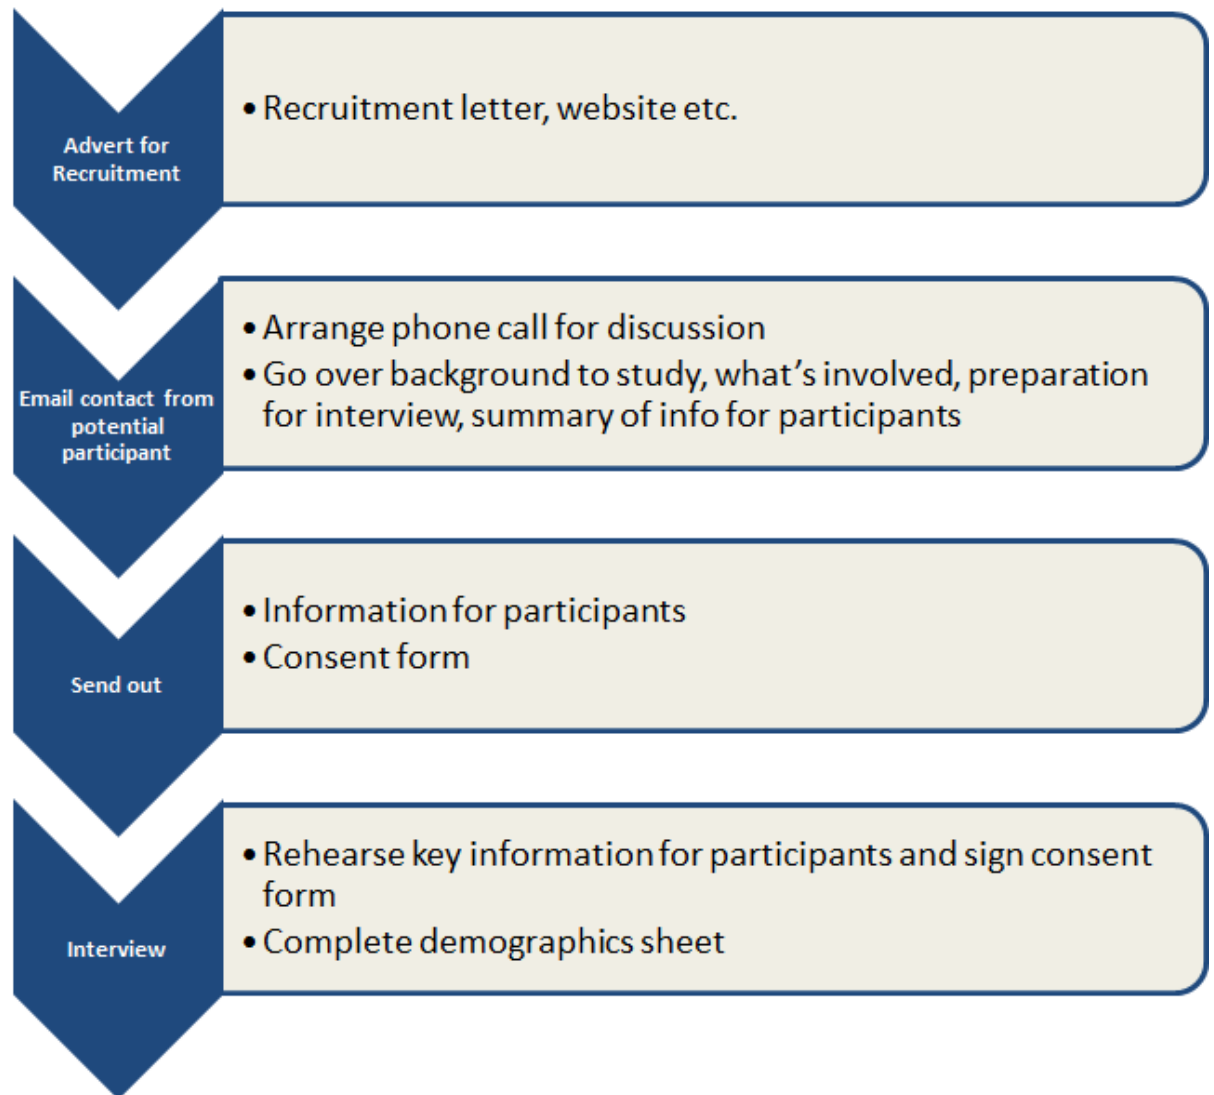 Advert for
Recruitment
• Recruitment letter, website etc.
Email contact from
potential
participant
• Arrange phone call for discussion
• Go over background to study, what's involved, preparation
for interview, summary of info for participants
Send out
• Information for participants
• Consent form
Interview
• Rehearse key information for participants and sign consent
form
• Complete demographics sheet